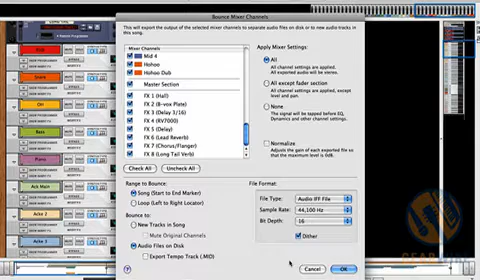 Bounce Mixer Channels
This will export the output of the selected mixer channels to separate audio files on disk or to new audio tracks in
this song.
Mixer Channels
Mid 4
Hohoo
Hohoo Dub
Master Section
FX 1 (Hall)
FX 2 (B-vox Plate)
FX 3 (Delay 3/16)
FX 4 (RV7000)
FX 5 (Delay)
FX 6 (Lead Reverb)
FX 7 (Chorus/Flanger)
FX 8 (Long Tail Verb)
Check All
Uncheck All
Apply Mixer Settings:
All
All channel settings are applied.
All exported audio will be stereo.
All except fader section
All channel settings are applied, except
level and pan.
None
The signal will be tapped before EQ,
Dynamics and other channel settings.
Normalize
Adjusts the gain of each exported file so
that the maximum level is 0dB.
Range to Bounce:
Song (Start to End Marker)
Loop (Left to Right Locator)
Bounce to:
New Tracks in Song
Mute Original Channels
Audio Files on Disk
Export Tempo Track (.MID)
File Format:
File Type:
Audio IFF File
Sample Rate:
44,100 Hz
Bit Depth:
16
Dither
?
Cancel
OK
Bass
Piano
Ack Main
Acke 2
Acke 3